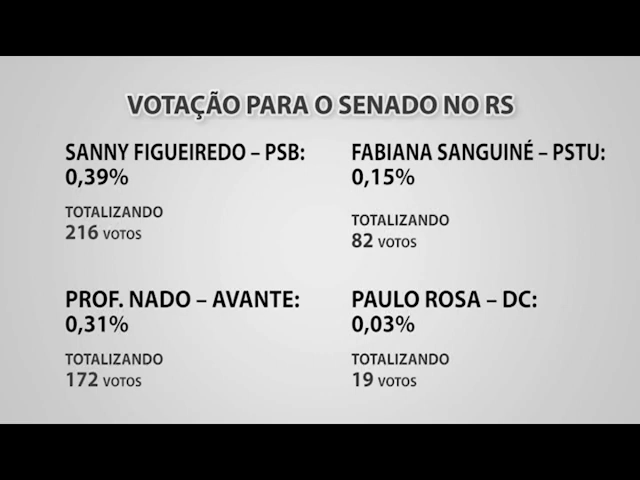 VOTAÇÃO PARA O SENADO NO RS
SANNY FIGUEIREDO – PSB:
0,39%
TOTALIZANDO
216 VOTOS
FABIANA SANGUINÉ – PSTU:
0,15%
TOTALIZANDO
82 VOTOS
PROF. NADO – AVANTE:
0,31%
TOTALIZANDO
172 VOTOS
PAULO ROSA – DC:
0,03%
TOTALIZANDO
19 VOTOS